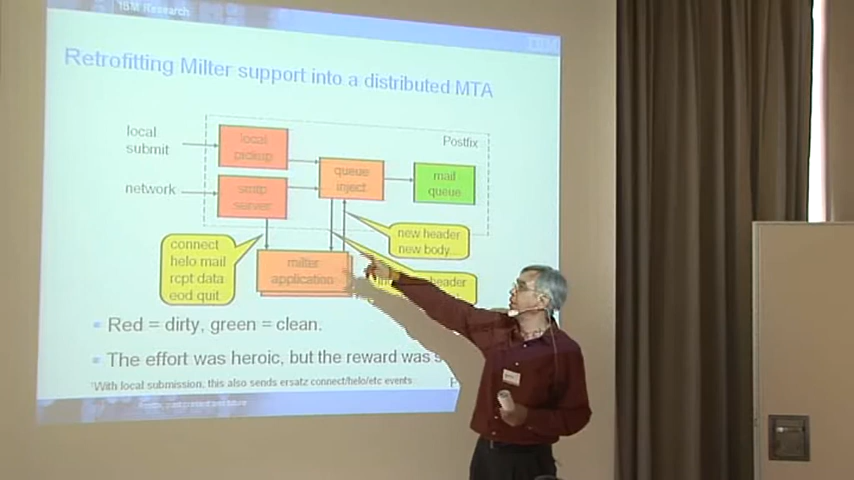 IBM Research
IBM
Retrofitting Milter support into a distributed MTA
local
submit
local
pickup
Postfix
network
smtp
server
queue
inject
mail
queue
connect
helo mail
rcpt data
eod quit
milter
application
new header
new body...
header
Red = dirty, green = clean.
The effort was heroic, but the reward was
With local submission, this also sends ersatz connect/helo/etc events